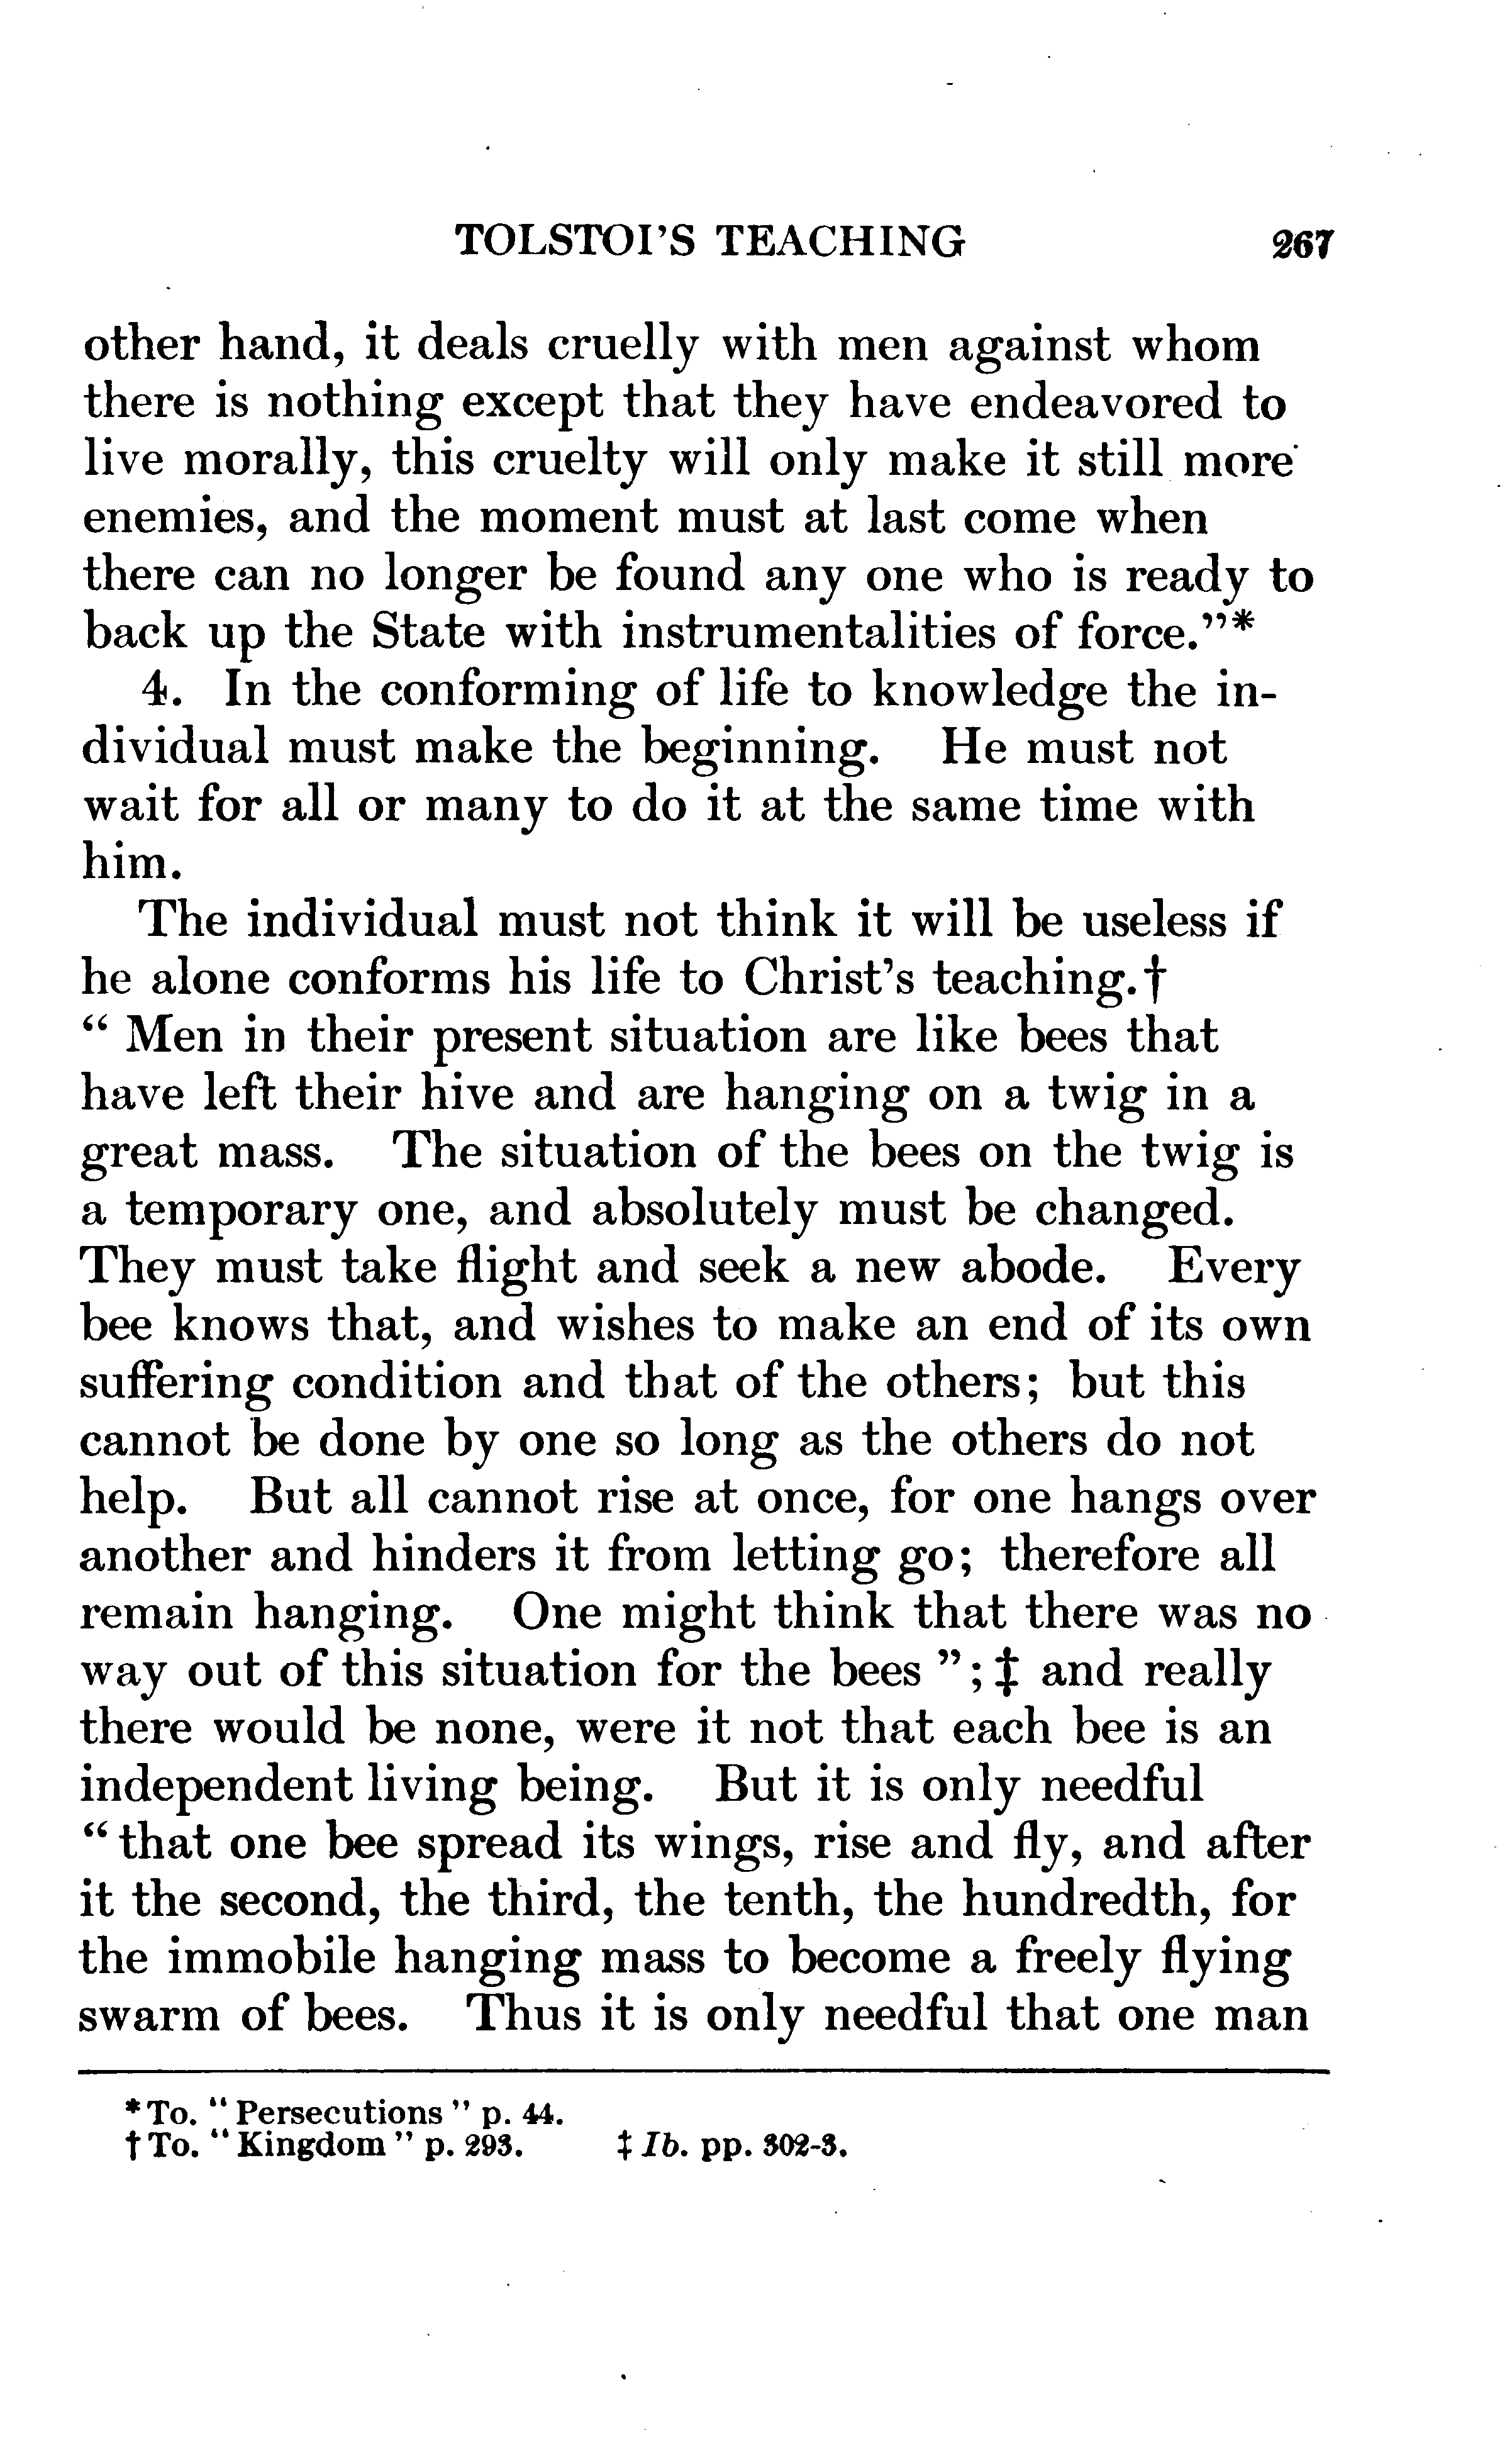 TOLSTOI'S TEACHING 267
other hand, it deals cruelly with men against whom
there is nothing except that they have endeavored to
live morally, this cruelty will only make it still more
enemies, and the moment must at last come when
there can no longer be found any one who is ready to
back up the State with instrumentalities of force."*
4. In the conforming of life to knowledge the in-
dividual must make the beginning. He must not
wait for all or many to do it at the same time with
him.
The individual must not think it will be useless if
he alone conforms his life to Christ's teaching.†
" Men in their present situation are like bees that
have left their hive and are hanging on a twig in a
great mass. The situation of the bees on the twig is
a temporary one, and absolutely must be changed.
They must take flight and seek a new abode. Every
bee knows that, and wishes to make an end of its own
suffering condition and that of the others; but this
cannot be done by one so long as the others do not
help. But all cannot rise at once, for one hangs over
another and hinders it from letting go; therefore all
remain hanging. One might think that there was no
way out of this situation for the bees "; ‡ and really
there would be none, were it not that each bee is an
independent living being. But it is only needful
" that one bee spread its wings, rise and fly, and after
it the second, the third, the tenth, the hundredth, for
the immobile hanging mass to become a freely flying
swarm of bees. Thus it is only needful that one man
* To. " Persecutions " p. 44.
† To. " Kingdom " p. 293. ‡ Ib. pp. 302-3.